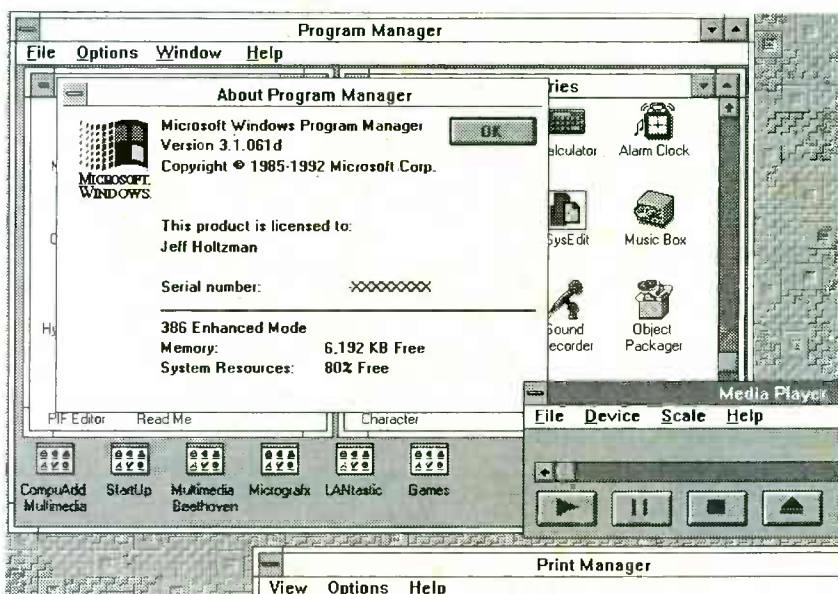 Program Manager
File Options Window Help
ries
About Program Manager
MICROSOFT.
WINDOWS.
Microsoft Windows Program Manager
Version 3.1.061d
Copyright © 1985-1992 Microsoft Corp.
OK
This product is licensed to:
Jeff Holtzman
Serial number: XXXXXXXX
386 Enhanced Mode
Memory: 6,192 KB Free
System Resources: 80% Free
alculator Alarm Clock
SysEdit Music Box
Sound
ecorder
Object
Packager
Hy
PIF Editor Read Me Character
CompuAdd
Multimedia
StartUp
Multimedia
Beethoven
Micrografx
LANtastic
Games
Media Player
File Device Scale Help
Print Manager
View Options Help